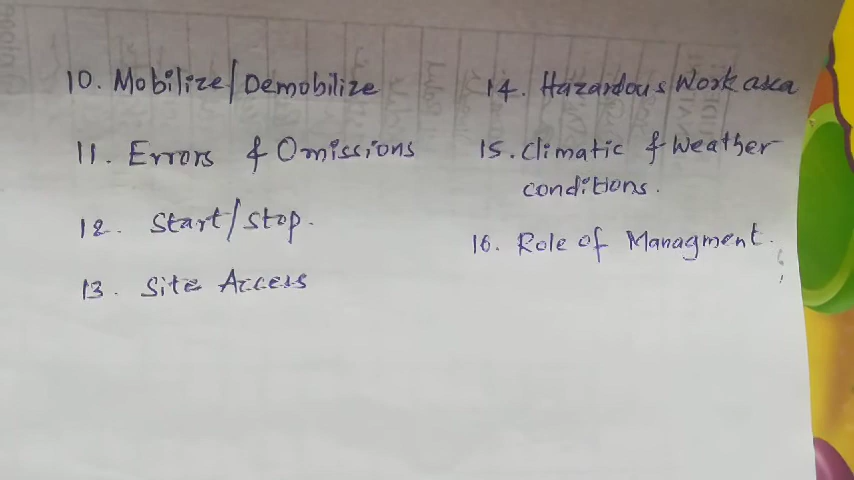 10. Mobilize/Demobilize
11. Errors & Omissions
12. Start/Stop.
13. Site Access
14. Hazardous Work area
15. Climatic & Weather
conditions.
16. Role of Managment.